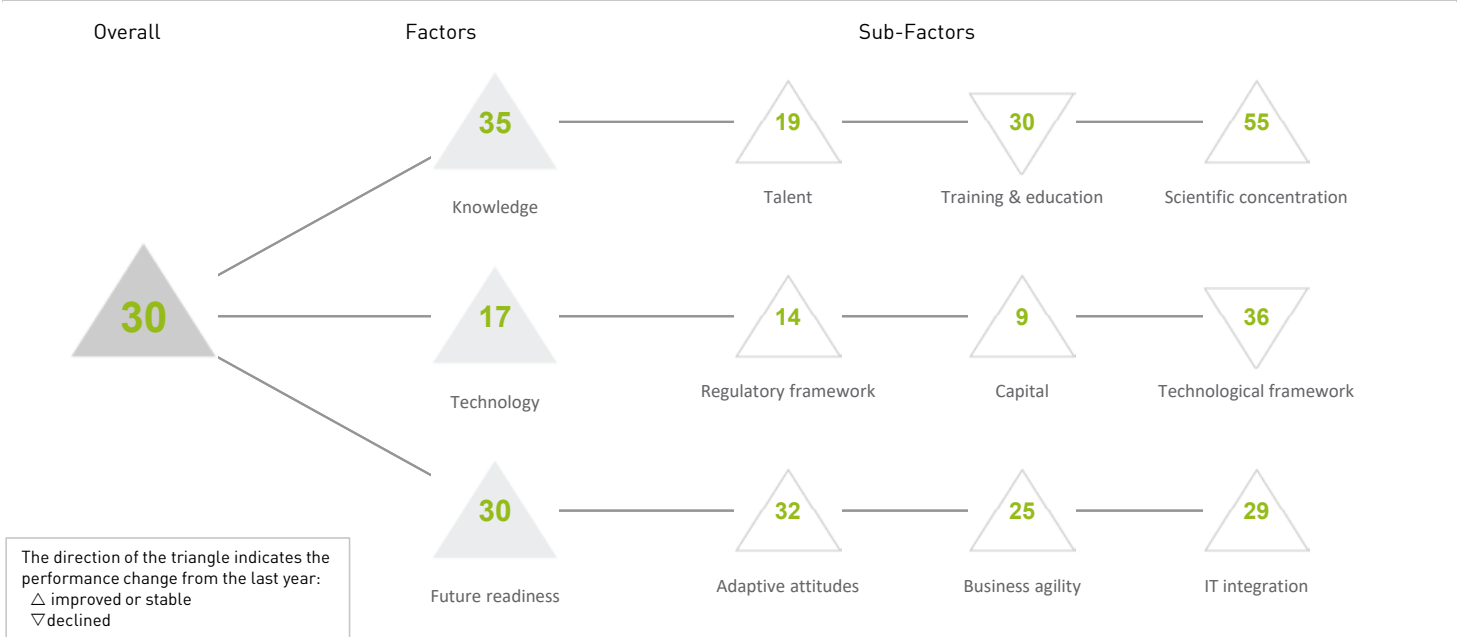 Overall Factors Sub-Factors
35 19 30 55
Knowledge Talent Training & education Scientific concentration
30 17 14 9 36
Technology Regulatory framework Capital Technological framework
30 32 25 29
Future readiness Adaptive attitudes Business agility IT integration
The direction of the triangle indicates the
performance change from the last year:
△ improved or stable
▽ declined